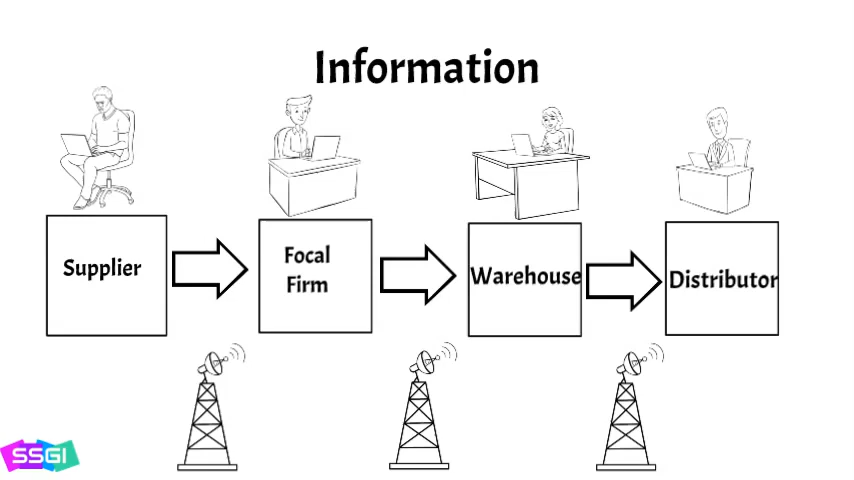 Information
Supplier
Focal
Firm
Warehouse
Distributor
SSGI